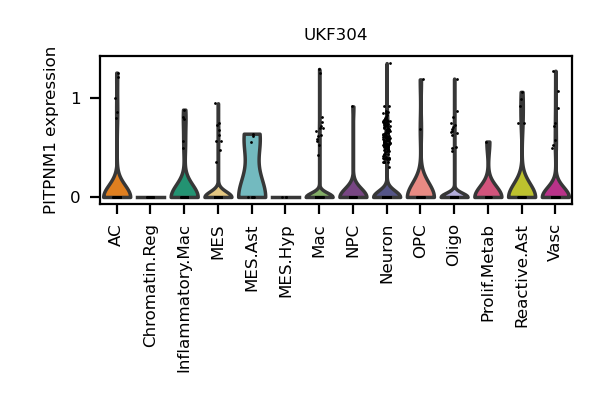 UKF304
PITPNM1 expression
1
0
AC
Chromatin.Reg
Inflammatory.Mac
MES
MES.Ast
MES.Hyp
Mac
NPC
Neuron
OPC
Oligo
Prolif.Metab
Reactive.Ast
Vasc